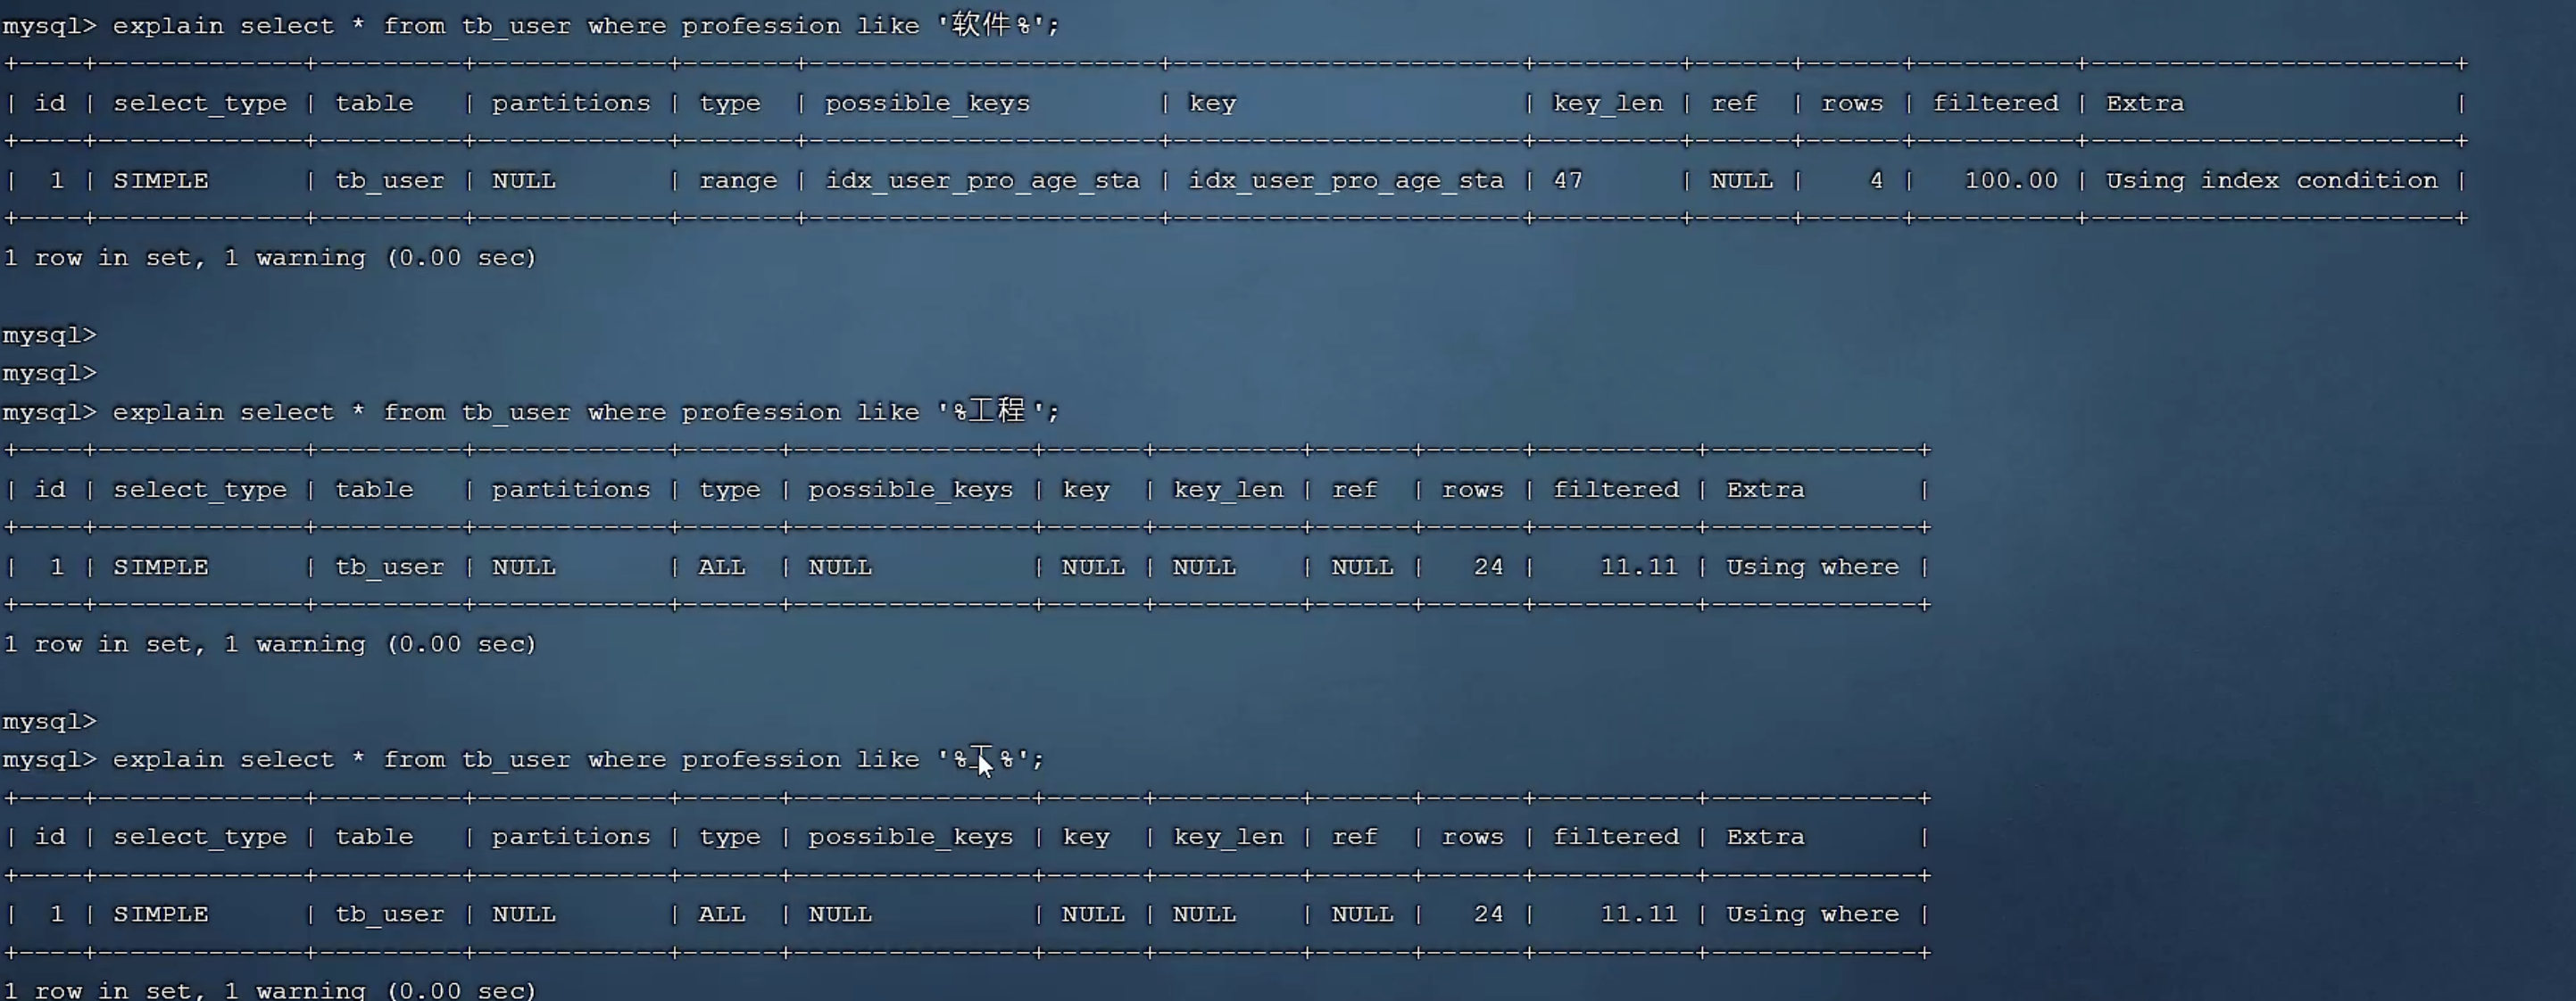 mysql> explain select * from tb_user where profession like '软件%';
+----+-------------+---------+------------+-------+----------------------+----------------------+---------+------+------+----------+-----------------------+
| id | select_type | table   | partitions | type  | possible_keys        | key                  | key_len | ref  | rows | filtered | Extra                 |
+----+-------------+---------+------------+-------+----------------------+----------------------+---------+------+------+----------+-----------------------+
|  1 | SIMPLE      | tb_user | NULL       | range | idx_user_pro_age_sta | idx_user_pro_age_sta | 47      | NULL |    4 |   100.00 | Using index condition |
+----+-------------+---------+------------+-------+----------------------+----------------------+---------+------+------+----------+-----------------------+
1 row in set, 1 warning (0.00 sec)
mysql>
mysql>
mysql> explain select * from tb_user where profession like '%工程';
+----+-------------+---------+------------+------+---------------+------+---------+------+------+----------+-------------+
| id | select_type | table   | partitions | type | possible_keys | key  | key_len | ref  | rows | filtered | Extra       |
+----+-------------+---------+------------+------+---------------+------+---------+------+------+----------+-------------+
|  1 | SIMPLE      | tb_user | NULL       | ALL  | NULL          | NULL | NULL    | NULL |   24 |    11.11 | Using where |
+----+-------------+---------+------------+------+---------------+------+---------+------+------+----------+-------------+
1 row in set, 1 warning (0.00 sec)
mysql>
mysql> explain select * from tb_user where profession like '%工%';
+----+-------------+---------+------------+------+---------------+------+---------+------+------+----------+-------------+
| id | select_type | table   | partitions | type | possible_keys | key  | key_len | ref  | rows | filtered | Extra       |
+----+-------------+---------+------------+------+---------------+------+---------+------+------+----------+-------------+
|  1 | SIMPLE      | tb_user | NULL       | ALL  | NULL          | NULL | NULL    | NULL |   24 |    11.11 | Using where |
+----+-------------+---------+------------+------+---------------+------+---------+------+------+----------+-------------+
1 row in set, 1 warning (0.00 sec)